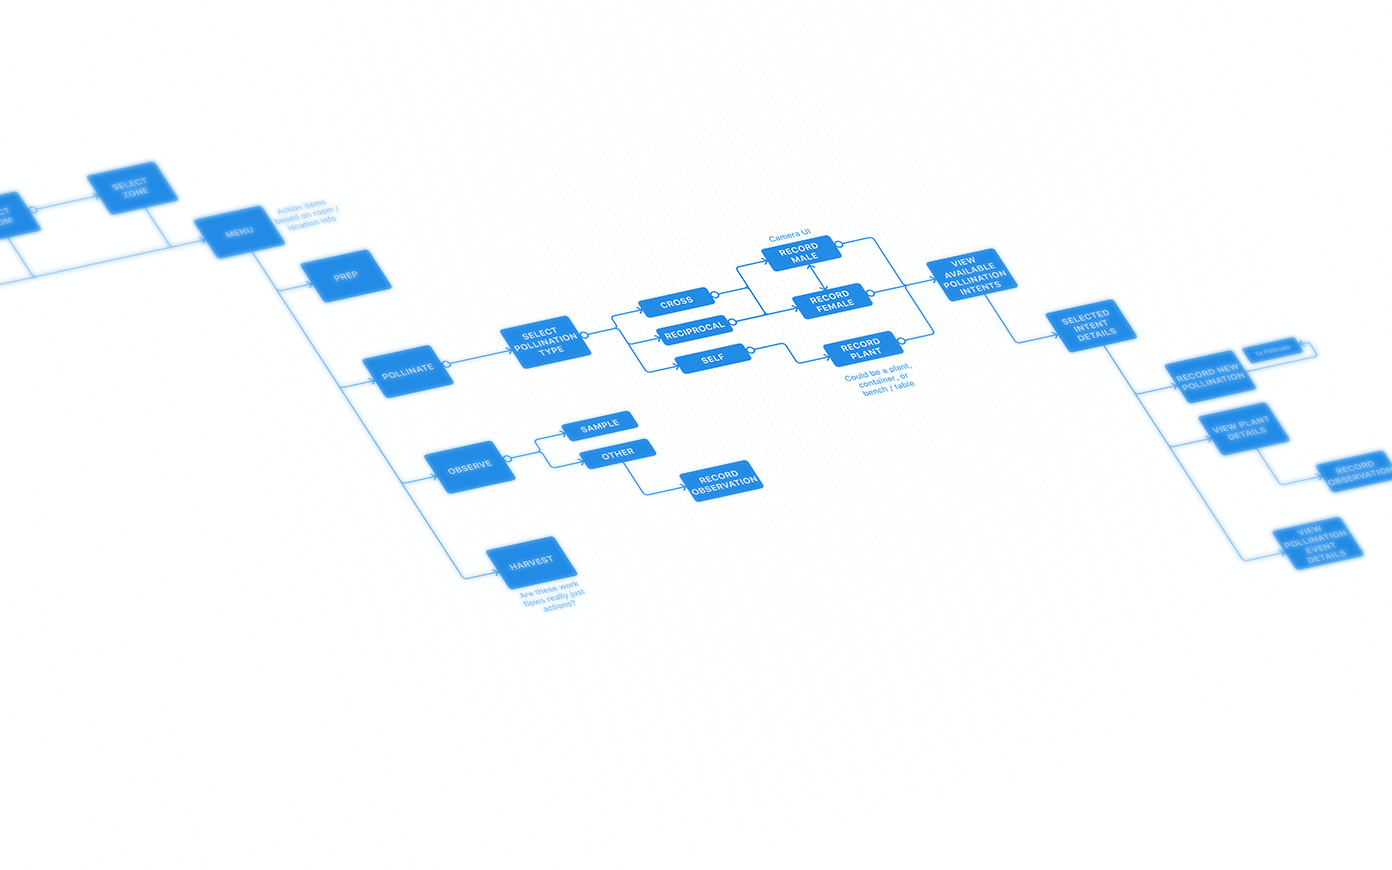 CT
OM
SELECT
ZONE
MENU
Action items
based on room /
location info
PREP
POLLINATE
SELECT
POLLINATION
TYPE
CROSS
RECIPROCAL
SELF
Camera UI
RECORD
MALE
RECORD
FEMALE
RECORD
PLANT
Could be a plant,
container, or
bench / table
VIEW
AVAILABLE
POLLINATION
INTENTS
SELECTED
INTENT
DETAILS
RECORD NEW
POLLINATION
To Pollinate
VIEW PLANT
DETAILS
RECORD
OBSERVATION
VIEW
POLLINATION
EVENT
DETAILS
OBSERVE
SAMPLE
OTHER
RECORD
OBSERVATION
HARVEST
Are these work
flows really just
actions?